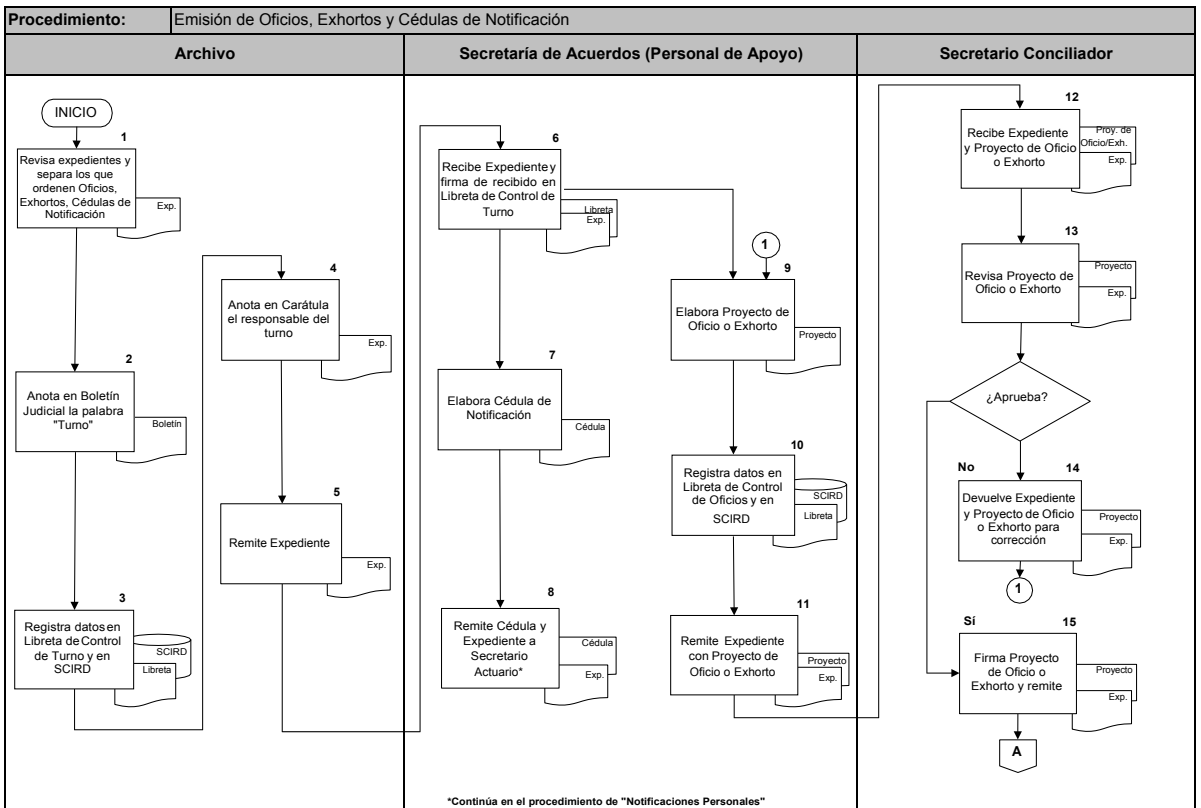 Procedimiento: Emisión de Oficios, Exhortos y Cédulas de Notificación
Archivo
Secretaría de Acuerdos (Personal de Apoyo)
Secretario Conciliador
INICIO
1
Revisa expedientes y
separa los que
ordenen Oficios,
Exhortos, Cédulas de
Notificación
Exp.
2
Anota en Boletín
Judicial la palabra
"Turno"
Boletín
3
Registra datos en
Libreta de Control
de Turno y en
SCIRD
SCIRD
Libreta
4
Anota en Carátula
el responsable del
turno
Exp.
5
Remite Expediente
Exp.
6
Recibe Expediente y
firma de recibido en
Libreta de Control de
Turno
Libreta
Exp.
7
Elabora Cédula de
Notificación
Cédula
8
Remite Cédula y
Expediente a
Secretario
Actuario*
Cédula
Exp.
1
9
Elabora Proyecto de
Oficio o Exhorto
Proyecto
10
Registra datos en
Libreta de Control
de Oficios y en
SCIRD
SCIRD
Libreta
11
Remite Expediente
con Proyecto de
Oficio o Exhorto
Proyecto
Exp.
12
Recibe Expediente
y Proyecto de Oficio
o Exhorto
Proy. de
Oficio/Exh.
Exp.
13
Revisa Proyecto de
Oficio o Exhorto
Proyecto
Exp.
¿Aprueba?
No
14
Devuelve Expediente
y Proyecto de Oficio
o Exhorto para
corrección
Proyecto
Exp.
1
Sí
15
Firma Proyecto
de Oficio o
Exhorto y remite
Proyecto
Exp.
A
*Continúa en el procedimiento de "Notificaciones Personales"